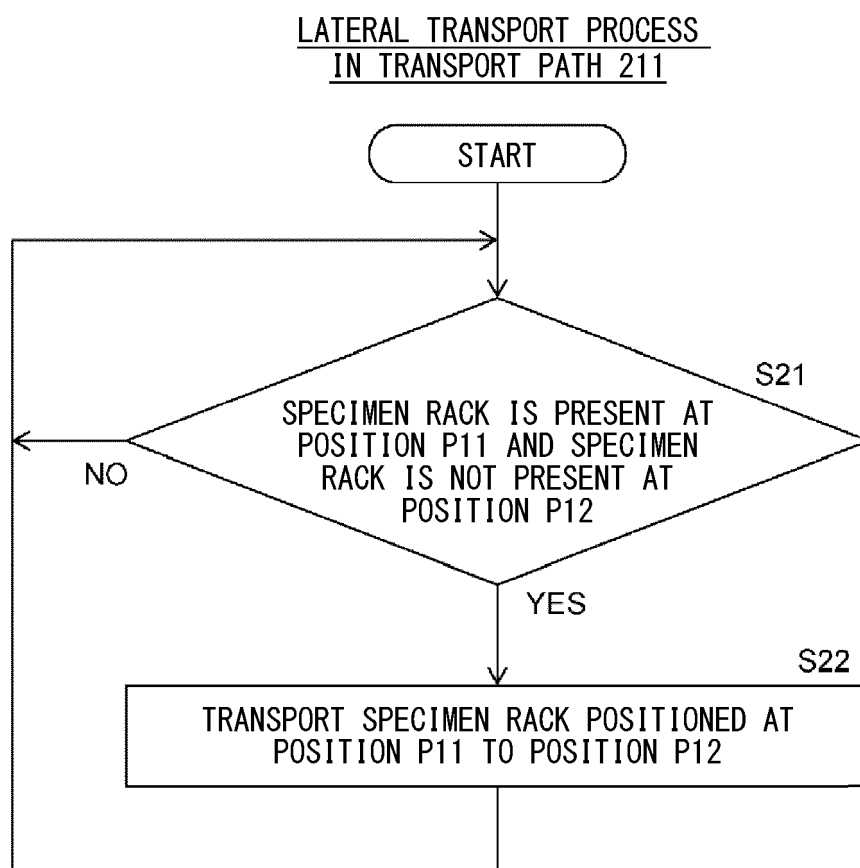 LATERAL TRANSPORT PROCESS
IN TRANSPORT PATH 211
START
S21
SPECIMEN RACK IS PRESENT AT
POSITION P11 AND SPECIMEN
RACK IS NOT PRESENT AT
POSITION P12
NO
YES
S22
TRANSPORT SPECIMEN RACK POSITIONED AT
POSITION P11 TO POSITION P12